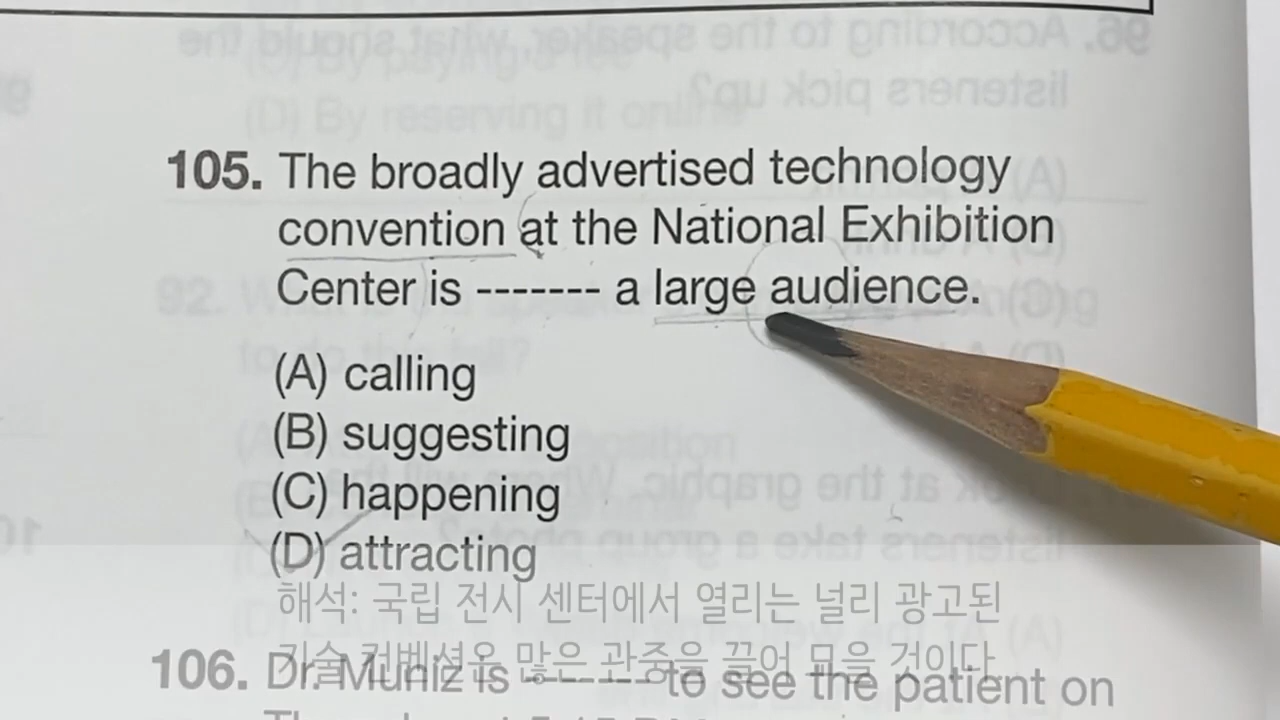 105. The broadly advertised technology
convention at the National Exhibition
Center is ------- a large audience.
(A) calling
(B) suggesting
(C) happening
(D) attracting
해석: 국립 전시 센터에서 열리는 널리 광고된
기술 컨벤션은 많은 관중을 끌어 모을 것이다.
106. Dr. Muniz is ------- to see the patient on